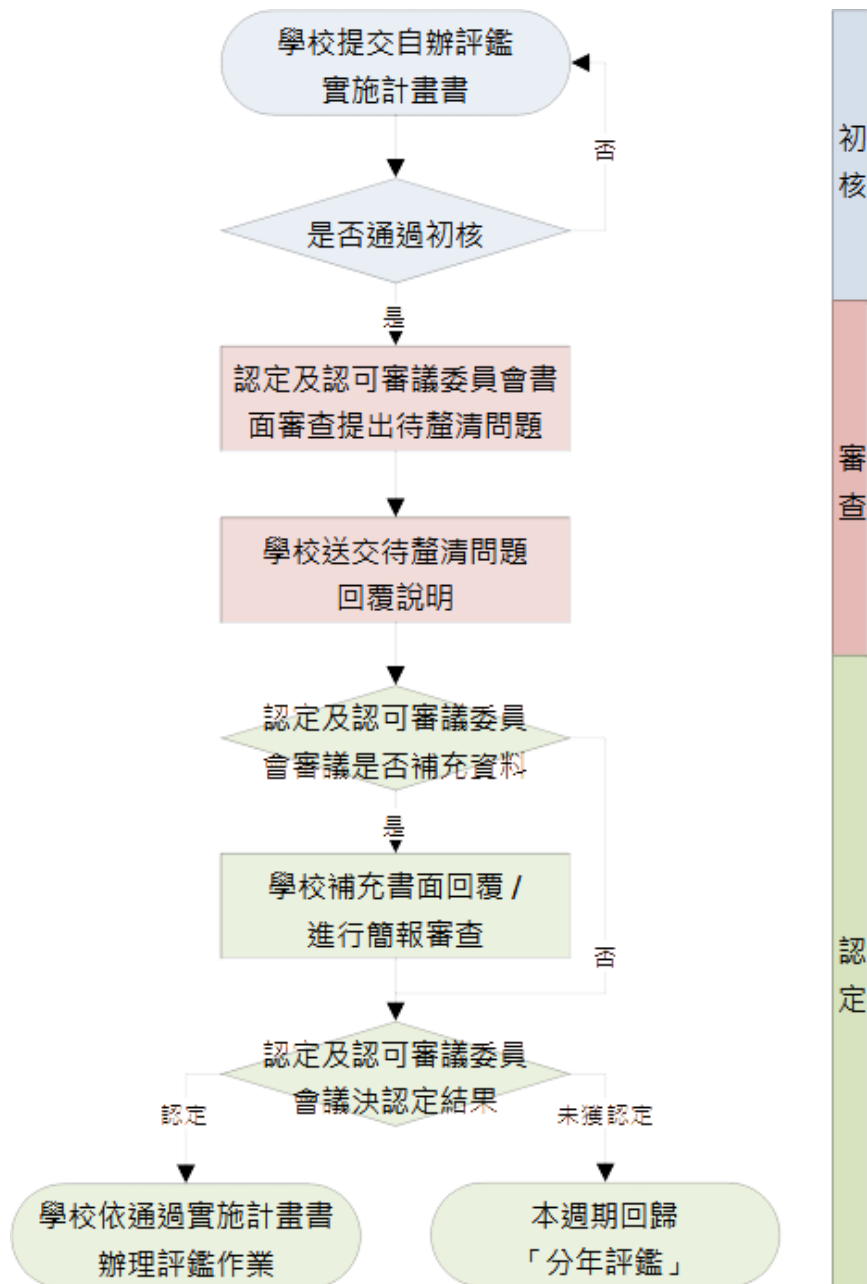 學校提交自辦評鑑
實施計畫書
否
是否通過初核
是
認定及認可審議委員會書
面審查提出待釐清問題
學校送交待釐清問題
回覆說明
認定及認可審議委員
會審議是否補充資料
是
學校補充書面回覆 /
進行簡報審查
否
認定及認可審議委員
會議決認定結果
認定
未獲認定
學校依通過實施計畫書
辦理評鑑作業
本週期回歸
「分年評鑑」
初
核
審
查
認
定